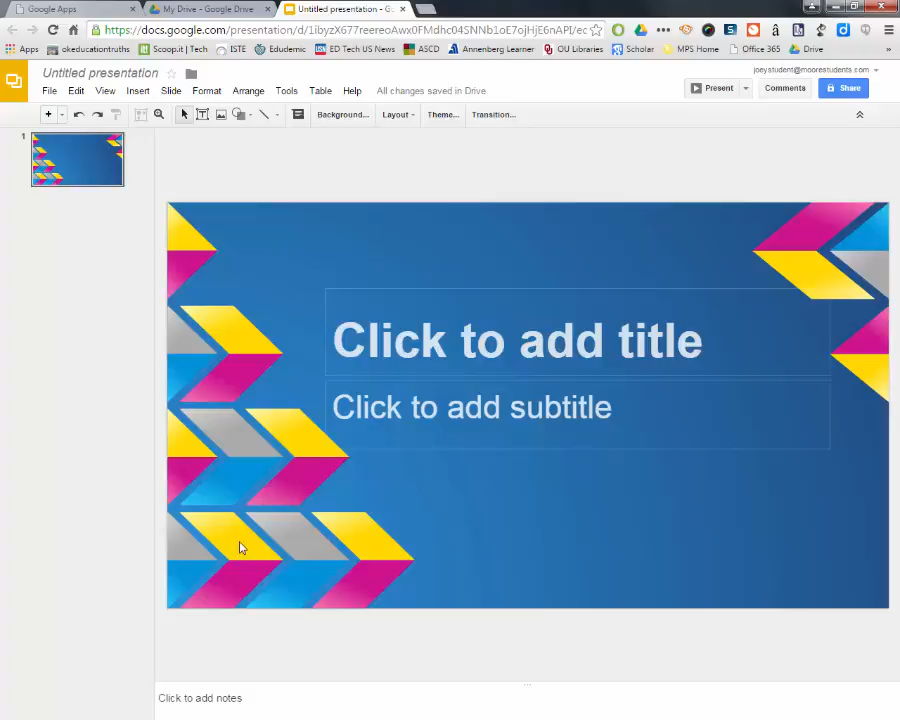 Google Apps
My Drive - Google Drive
Untitled presentation - Go
https://docs.google.com/presentation/d/1ibyzX7reereoAwx0FMdhc04SNNb1oE7ojHjE6nAPI/ec
Apps
okeducationtruths
Scoop.it | Tech
ISTE
Edudemic
ED Tech US News
ASCD
Annenberg Learner
OU Libraries
Scholar
MPS Home
Office 365
Drive
»
Untitled presentation
joeystudent@moorestudents.com
File Edit View Insert Slide Format Arrange Tools Table Help All changes saved in Drive
Present
Comments
Share
Background... Layout Theme... Transition...
1
Click to add title
Click to add subtitle
Click to add notes